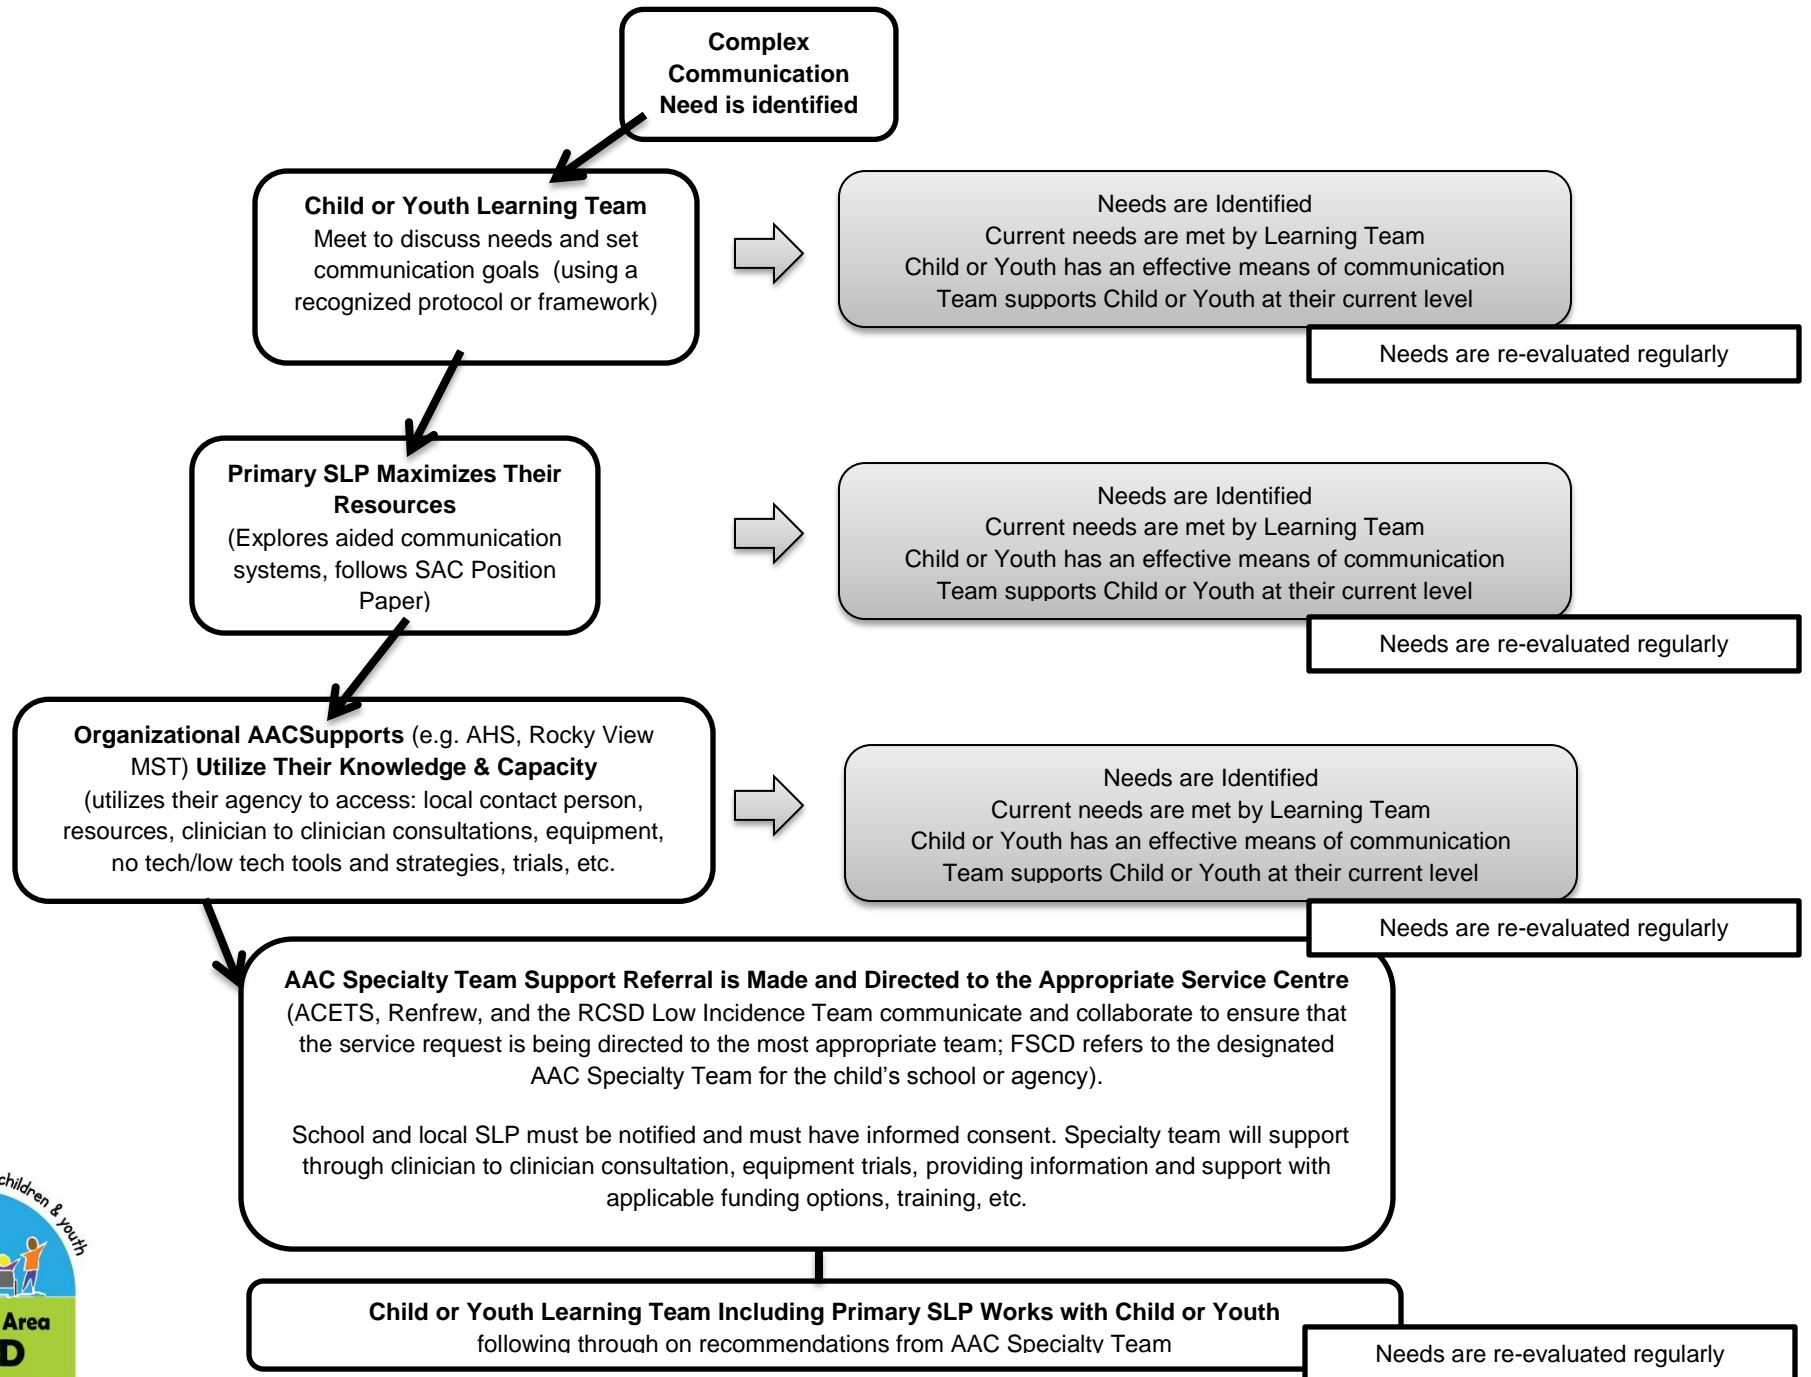 Complex
Communication
Need is identified
Child or Youth Learning Team
Meet to discuss needs and set
communication goals (using a
recognized protocol or framework)
Needs are Identified
Current needs are met by Learning Team
Child or Youth has an effective means of communication
Team supports Child or Youth at their current level
Needs are re-evaluated regularly
Primary SLP Maximizes Their
Resources
(Explores aided communication
systems, follows SAC Position
Paper)
Needs are Identified
Current needs are met by Learning Team
Child or Youth has an effective means of communication
Team supports Child or Youth at their current level
Needs are re-evaluated regularly
Organizational AACSupports (e.g. AHS, Rocky View
MST) Utilize Their Knowledge & Capacity
(utilizes their agency to access: local contact person,
resources, clinician to clinician consultations, equipment,
no tech/low tech tools and strategies, trials, etc.
Needs are Identified
Current needs are met by Learning Team
Child or Youth has an effective means of communication
Team supports Child or Youth at their current level
Needs are re-evaluated regularly
AAC Specialty Team Support Referral is Made and Directed to the Appropriate Service Centre
(ACETS, Renfrew, and the RCSD Low Incidence Team communicate and collaborate to ensure that
the service request is being directed to the most appropriate team; FSCD refers to the designated
AAC Specialty Team for the child’s school or agency).
School and local SLP must be notified and must have informed consent. Specialty team will support
through clinician to clinician consultation, equipment trials, providing information and support with
applicable funding options, training, etc.
Child or Youth Learning Team Including Primary SLP Works with Child or Youth
following through on recommendations from AAC Specialty Team
Needs are re-evaluated regularly
children & youth
Area
D